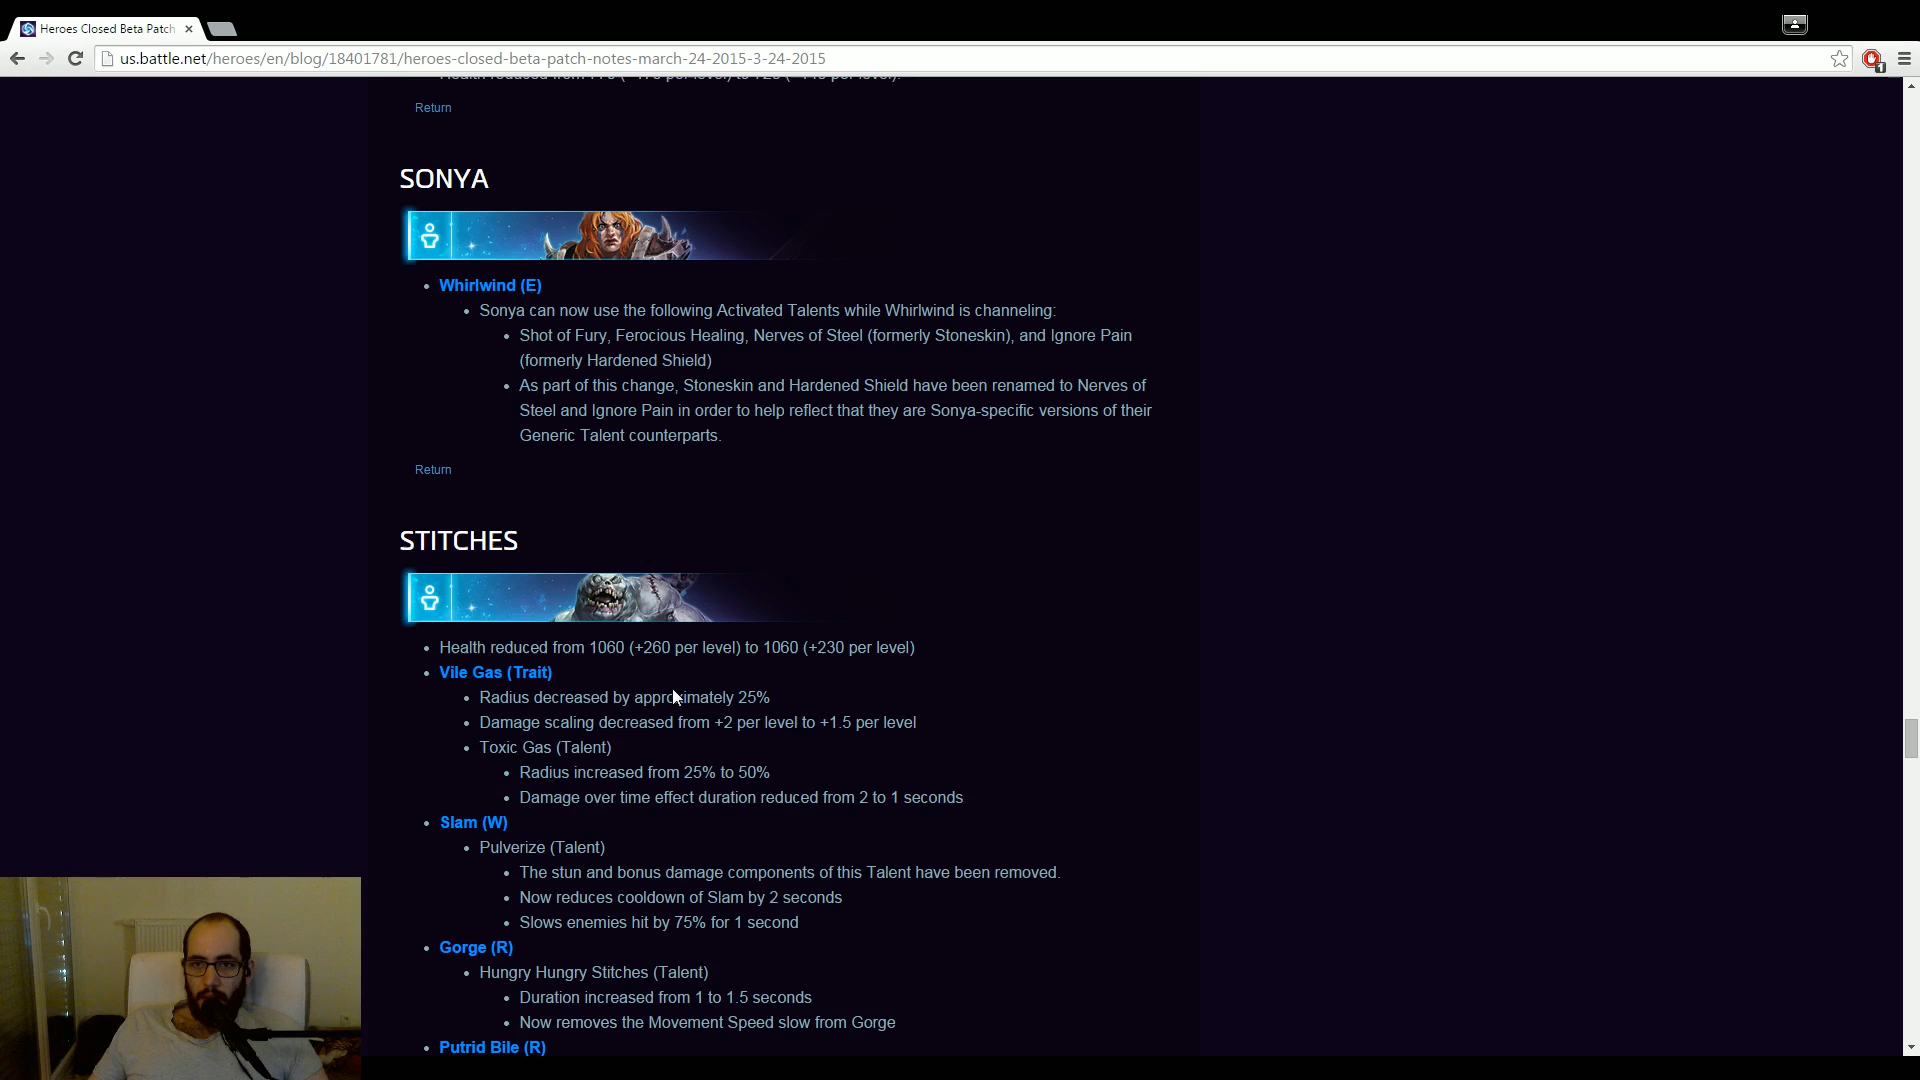 Heroes Closed Beta Patch
us.battle.net/heroes/en/blog/18401781/heroes-closed-beta-patch-notes-march-24-2015-3-24-2015
1
Return
SONYA
• Whirlwind (E)
• Sonya can now use the following Activated Talents while Whirlwind is channeling:
• Shot of Fury, Ferocious Healing, Nerves of Steel (formerly Stoneskin), and Ignore Pain
(formerly Hardened Shield)
• As part of this change, Stoneskin and Hardened Shield have been renamed to Nerves of
Steel and Ignore Pain in order to help reflect that they are Sonya-specific versions of their
Generic Talent counterparts.
Return
STITCHES
• Health reduced from 1060 (+260 per level) to 1060 (+230 per level)
• Vile Gas (Trait)
• Radius decreased by approximately 25%
• Damage scaling decreased from +2 per level to +1.5 per level
• Toxic Gas (Talent)
• Radius increased from 25% to 50%
• Damage over time effect duration reduced from 2 to 1 seconds
• Slam (W)
• Pulverize (Talent)
• The stun and bonus damage components of this Talent have been removed.
• Now reduces cooldown of Slam by 2 seconds
• Slows enemies hit by 75% for 1 second
• Gorge (R)
• Hungry Hungry Stitches (Talent)
• Duration increased from 1 to 1.5 seconds
• Now removes the Movement Speed slow from Gorge
• Putrid Bile (R)